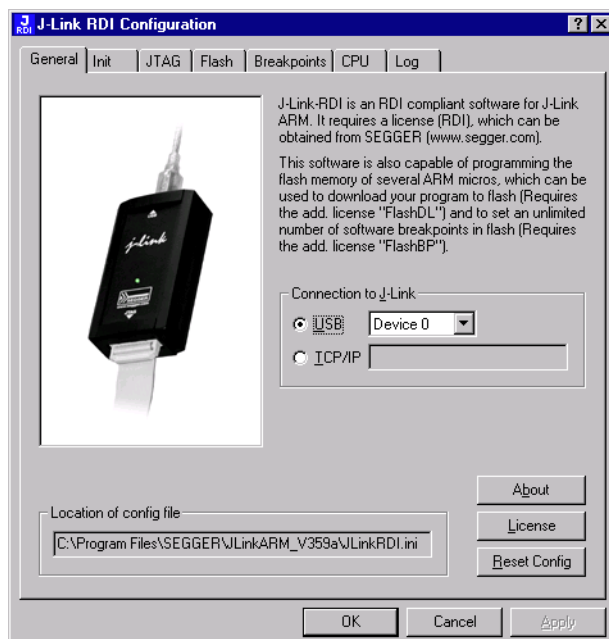 J RDI J-Link RDI Configuration
General Init JTAG Flash Breakpoints CPU Log
J-Link-RDI is an RDI compliant software for J-Link
ARM. It requires a license (RDI), which can be
obtained from SEGGER (www.segger.com).
This software is also capable of programming the
flash memory of several ARM micros, which can be
used to download your program to flash (Requires
the add. license "FlashDL") and to set an unlimited
number of software breakpoints in flash (Requires
the add. license "FlashBP").
J-Link
Connection to J-Link
USB Device 0
TCP/IP
About
Location of config file
License
C:\Program Files\SEGGER\JLinkARM_V359a\JLinkRDI.ini
Reset Config
OK Cancel Apply